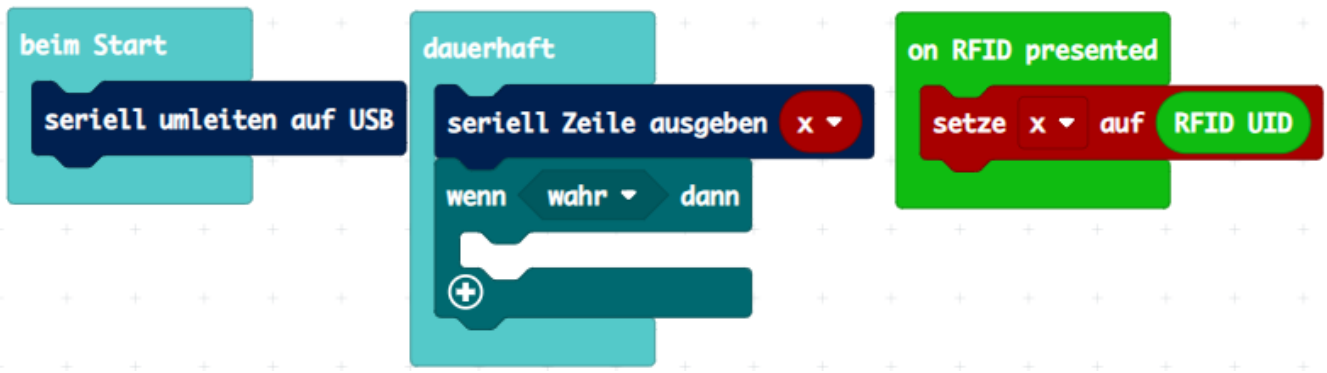 beim Start
seriell umleiten auf USB
dauerhaft
seriell Zeile ausgeben x
wenn wahr dann
on RFID presented
setze x auf RFID UID